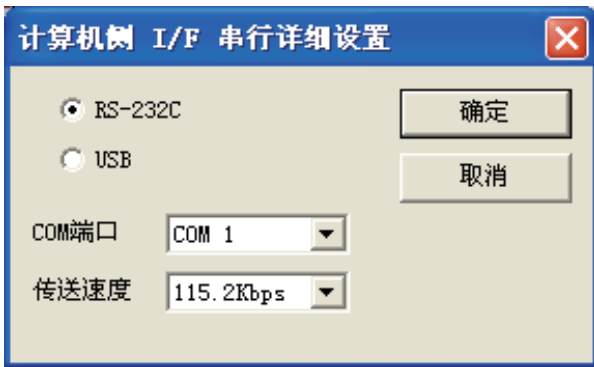 计算机侧 I/F 串行详细设置
RS-232C
确定
USB
取消
COM端口
COM 1
传送速度
115.2Kbps